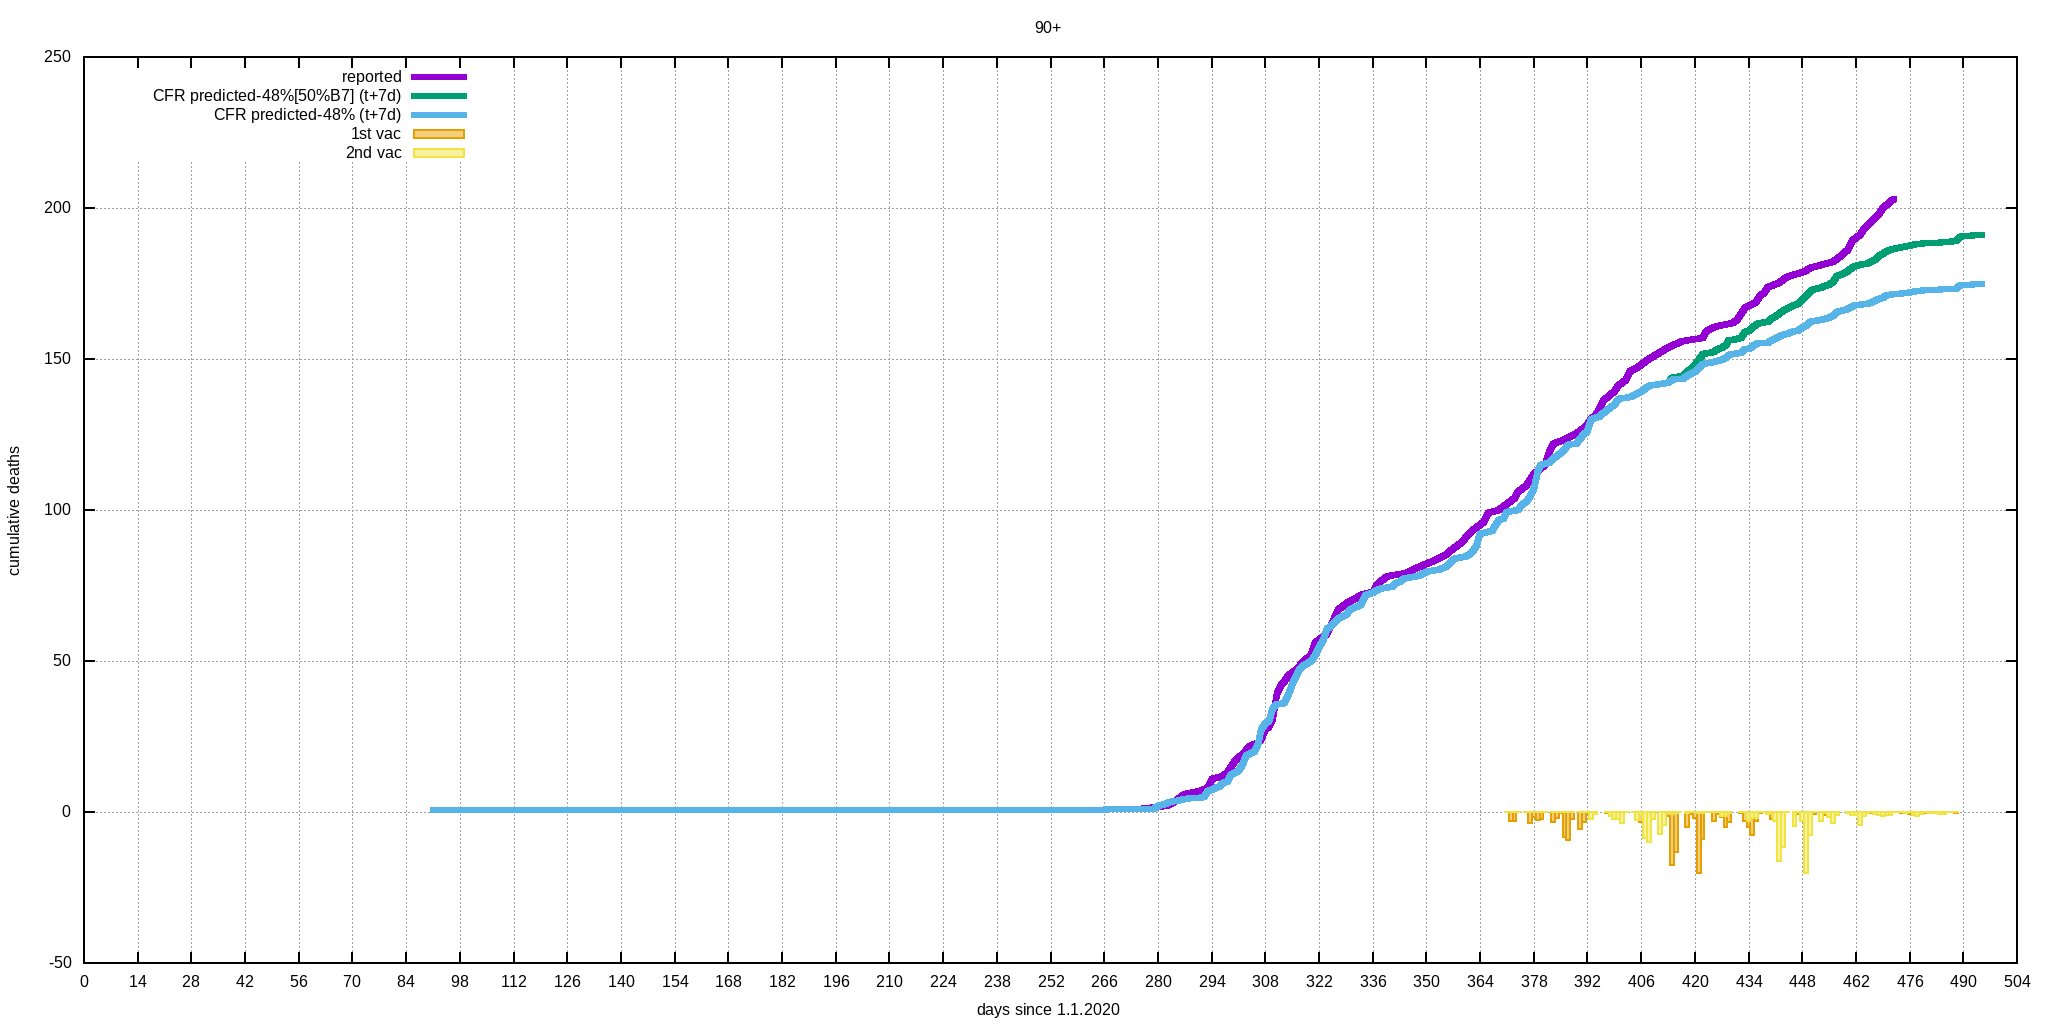 90+
250
reported
CFR predicted-48%[50%B7] (t+7d)
CFR predicted-48% (t+7d)
1st vac
2nd vac
200
150
100
cumulative deaths
50
0
-50
0 14 28 42 56 70 84 98 112 126 140 154 168 182 196 210 224 238 252 266 280 294 308 322 336 350 364 378 392 406 420 434 448 462 476 490 504
days since 1.1.2020